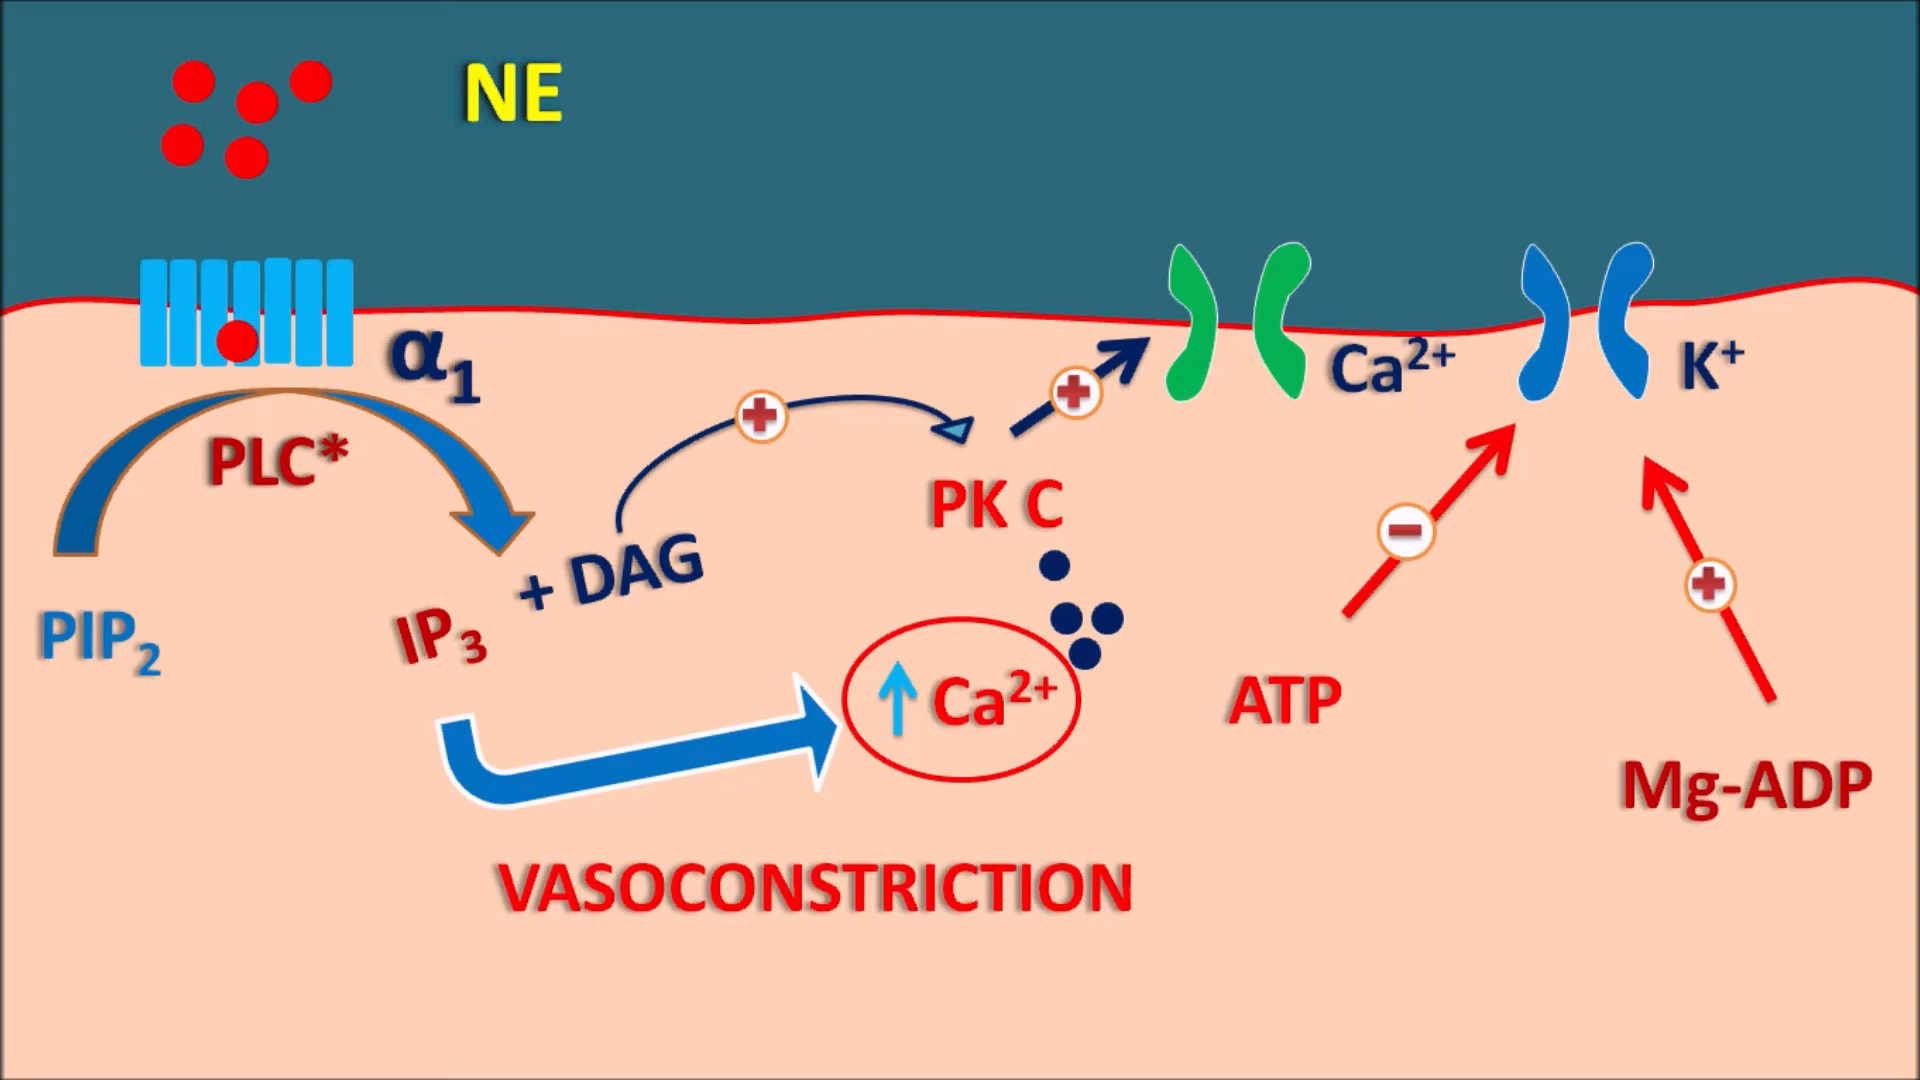 NE
α₁
PLC*
PIP₂
IP₃
+ DAG
PK C
Ca²⁺
K⁺
↑ Ca²⁺
ATP
Mg-ADP
VASOCONSTRICTION